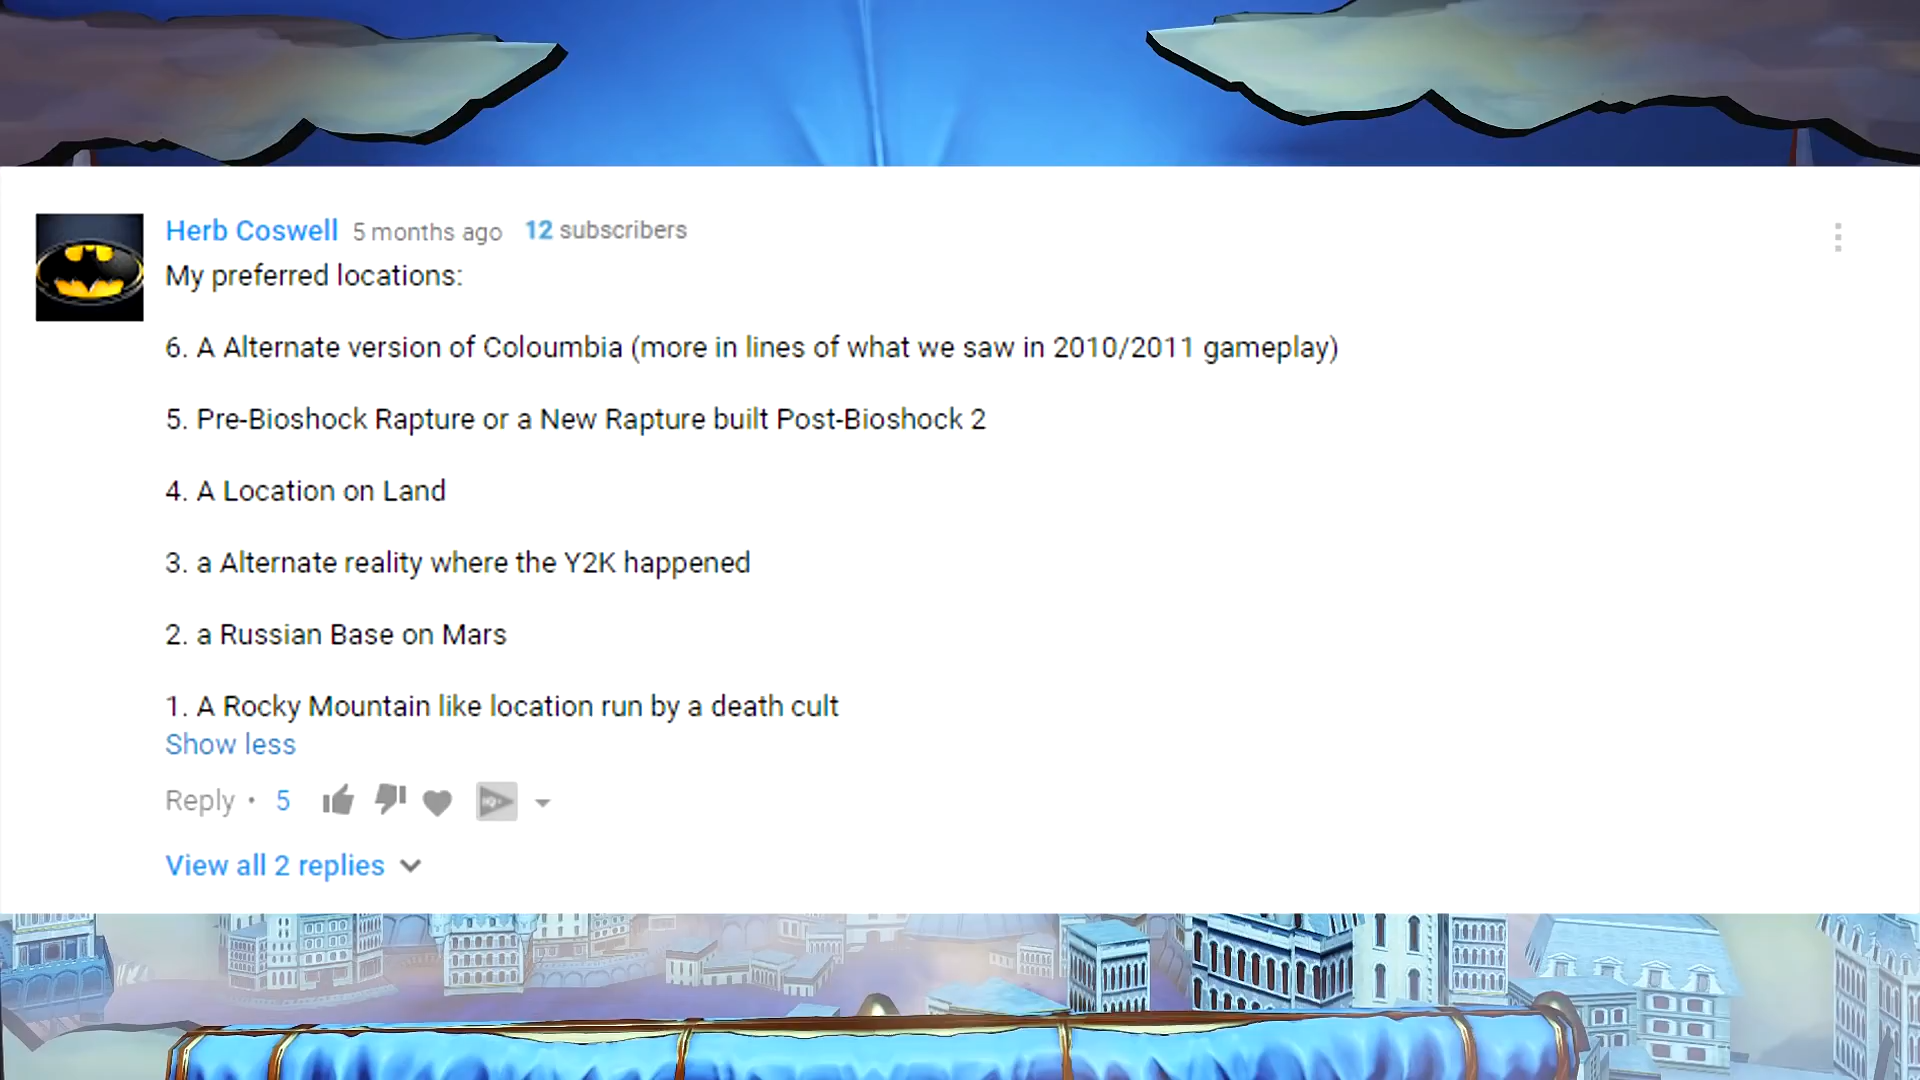 Herb Coswell 5 months ago 12 subscribers
My preferred locations:
6. A Alternate version of Coloumbia (more in lines of what we saw in 2010/2011 gameplay)
5. Pre-Bioshock Rapture or a New Rapture built Post-Bioshock 2
4. A Location on Land
3. a Alternate reality where the Y2K happened
2. a Russian Base on Mars
1. A Rocky Mountain like location run by a death cult
Show less
Reply • 5
View all 2 replies